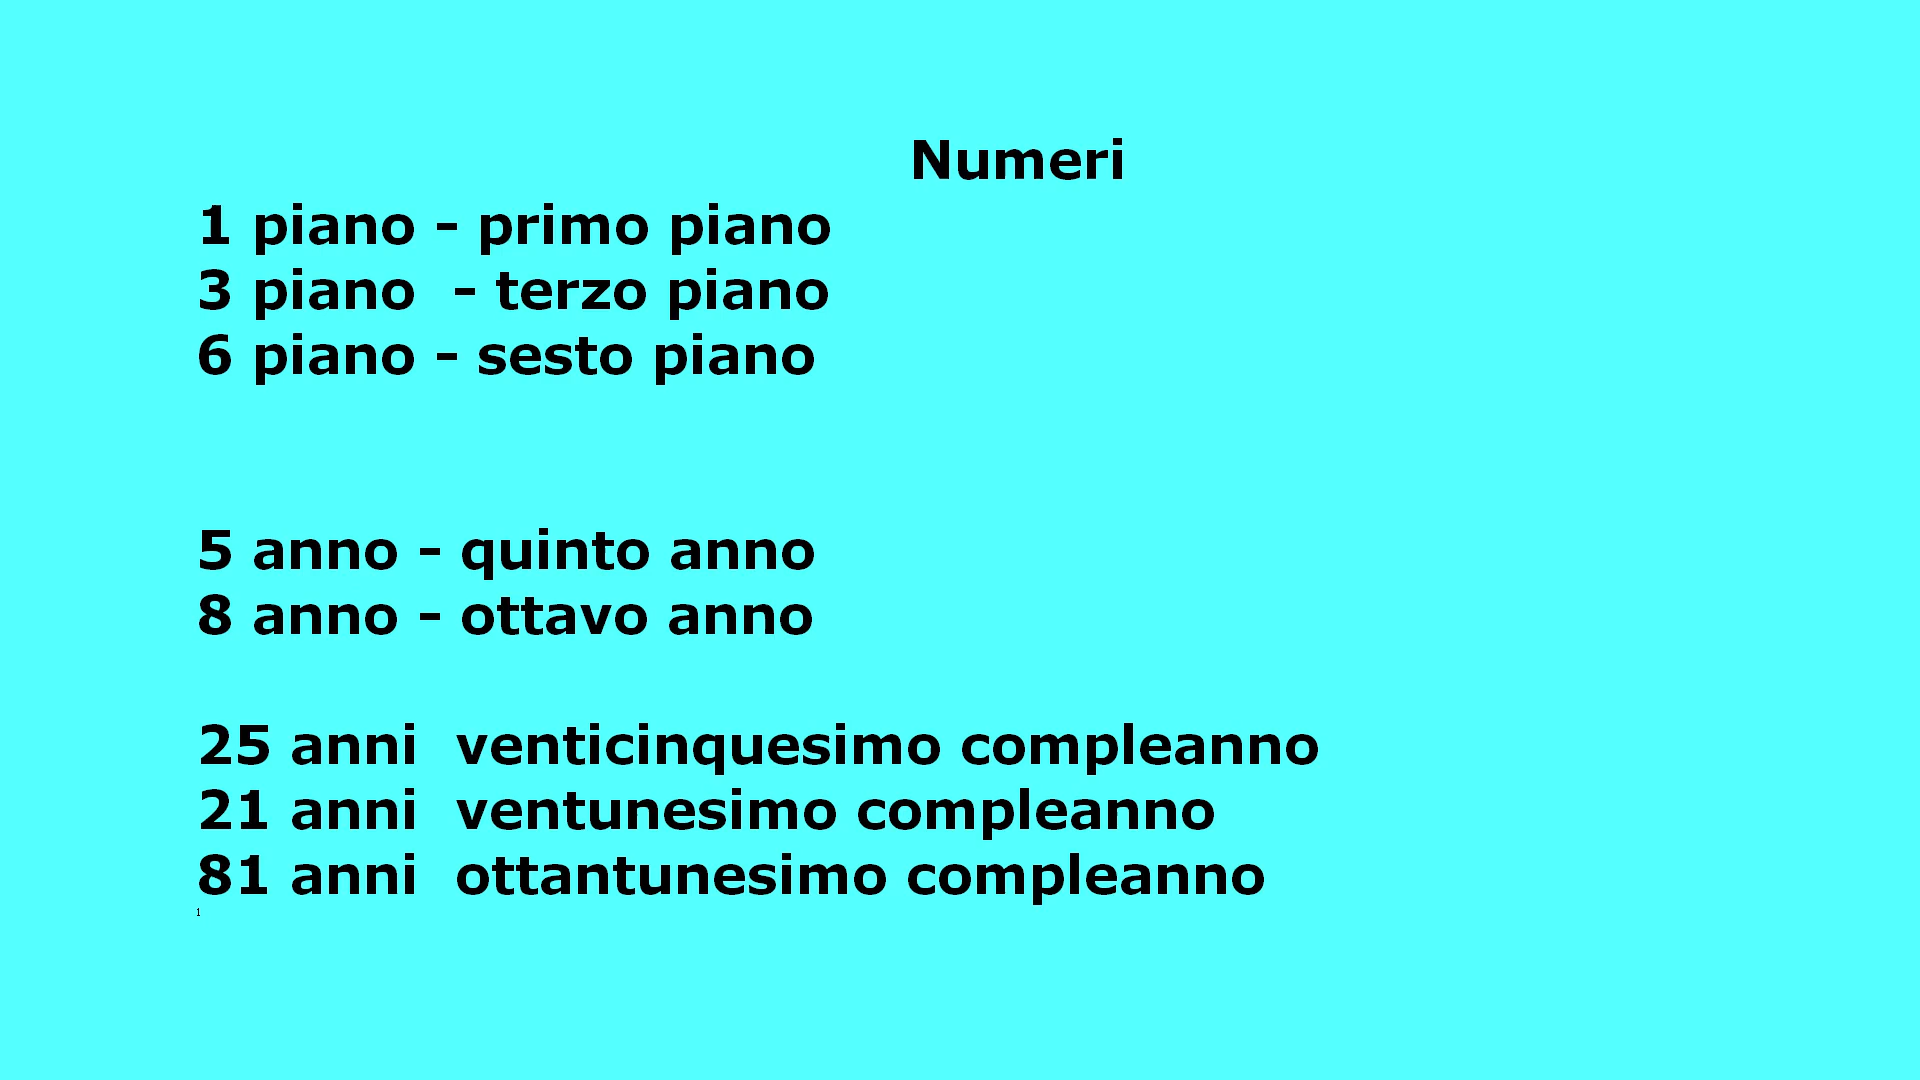 Numeri
1 piano - primo piano
3 piano  - terzo piano
6 piano - sesto piano
5 anno - quinto anno
8 anno - ottavo anno
25 anni  venticinquesimo compleanno
21 anni  ventunesimo compleanno
81 anni  ottantunesimo compleanno
1